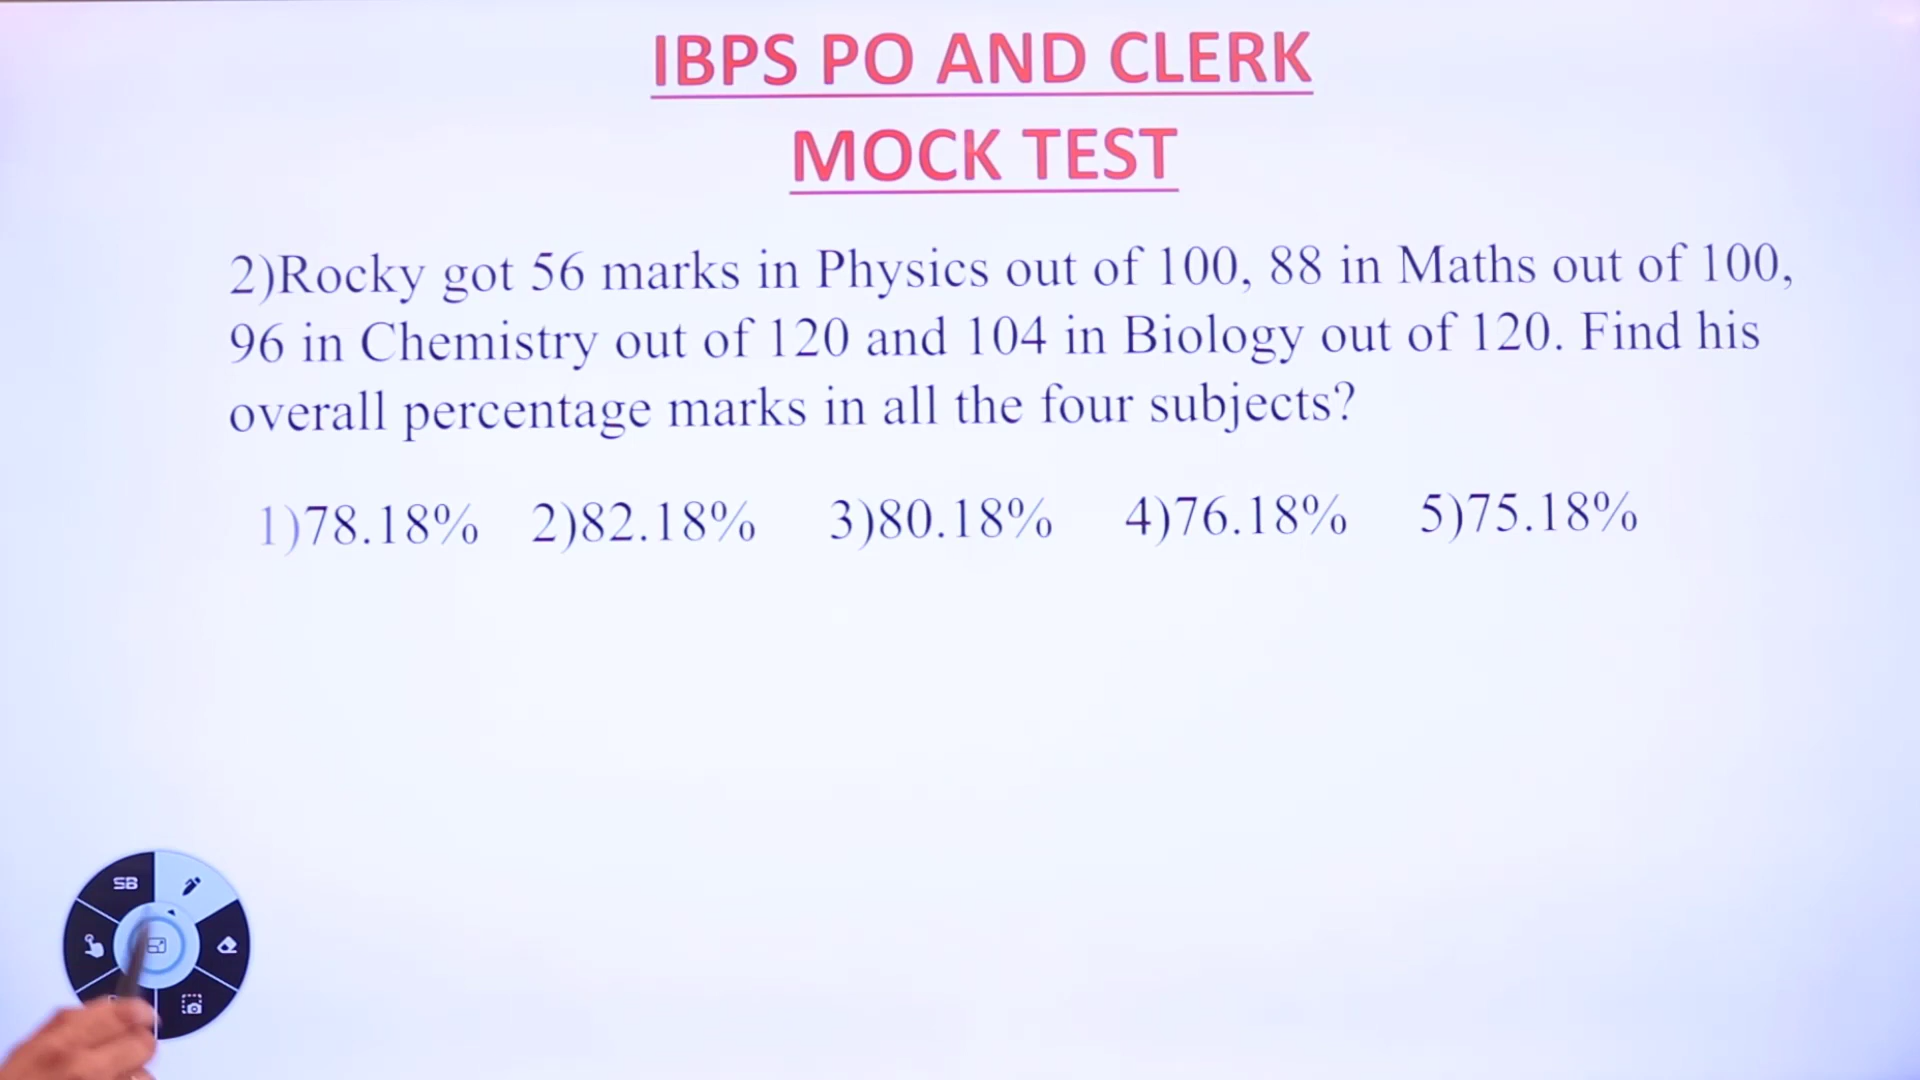 IBPS PO AND CLERK
MOCK TEST
2)Rocky got 56 marks in Physics out of 100, 88 in Maths out of 100,
96 in Chemistry out of 120 and 104 in Biology out of 120. Find his
overall percentage marks in all the four subjects?
1)78.18% 2)82.18% 3)80.18% 4)76.18% 5)75.18%
SB